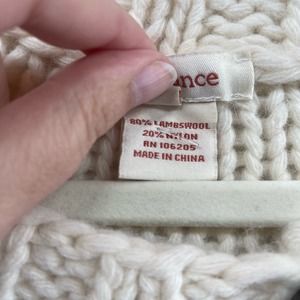 ance
80% LAMBSWOOL
20% NYLON
RN 106205
MADE IN CHINA